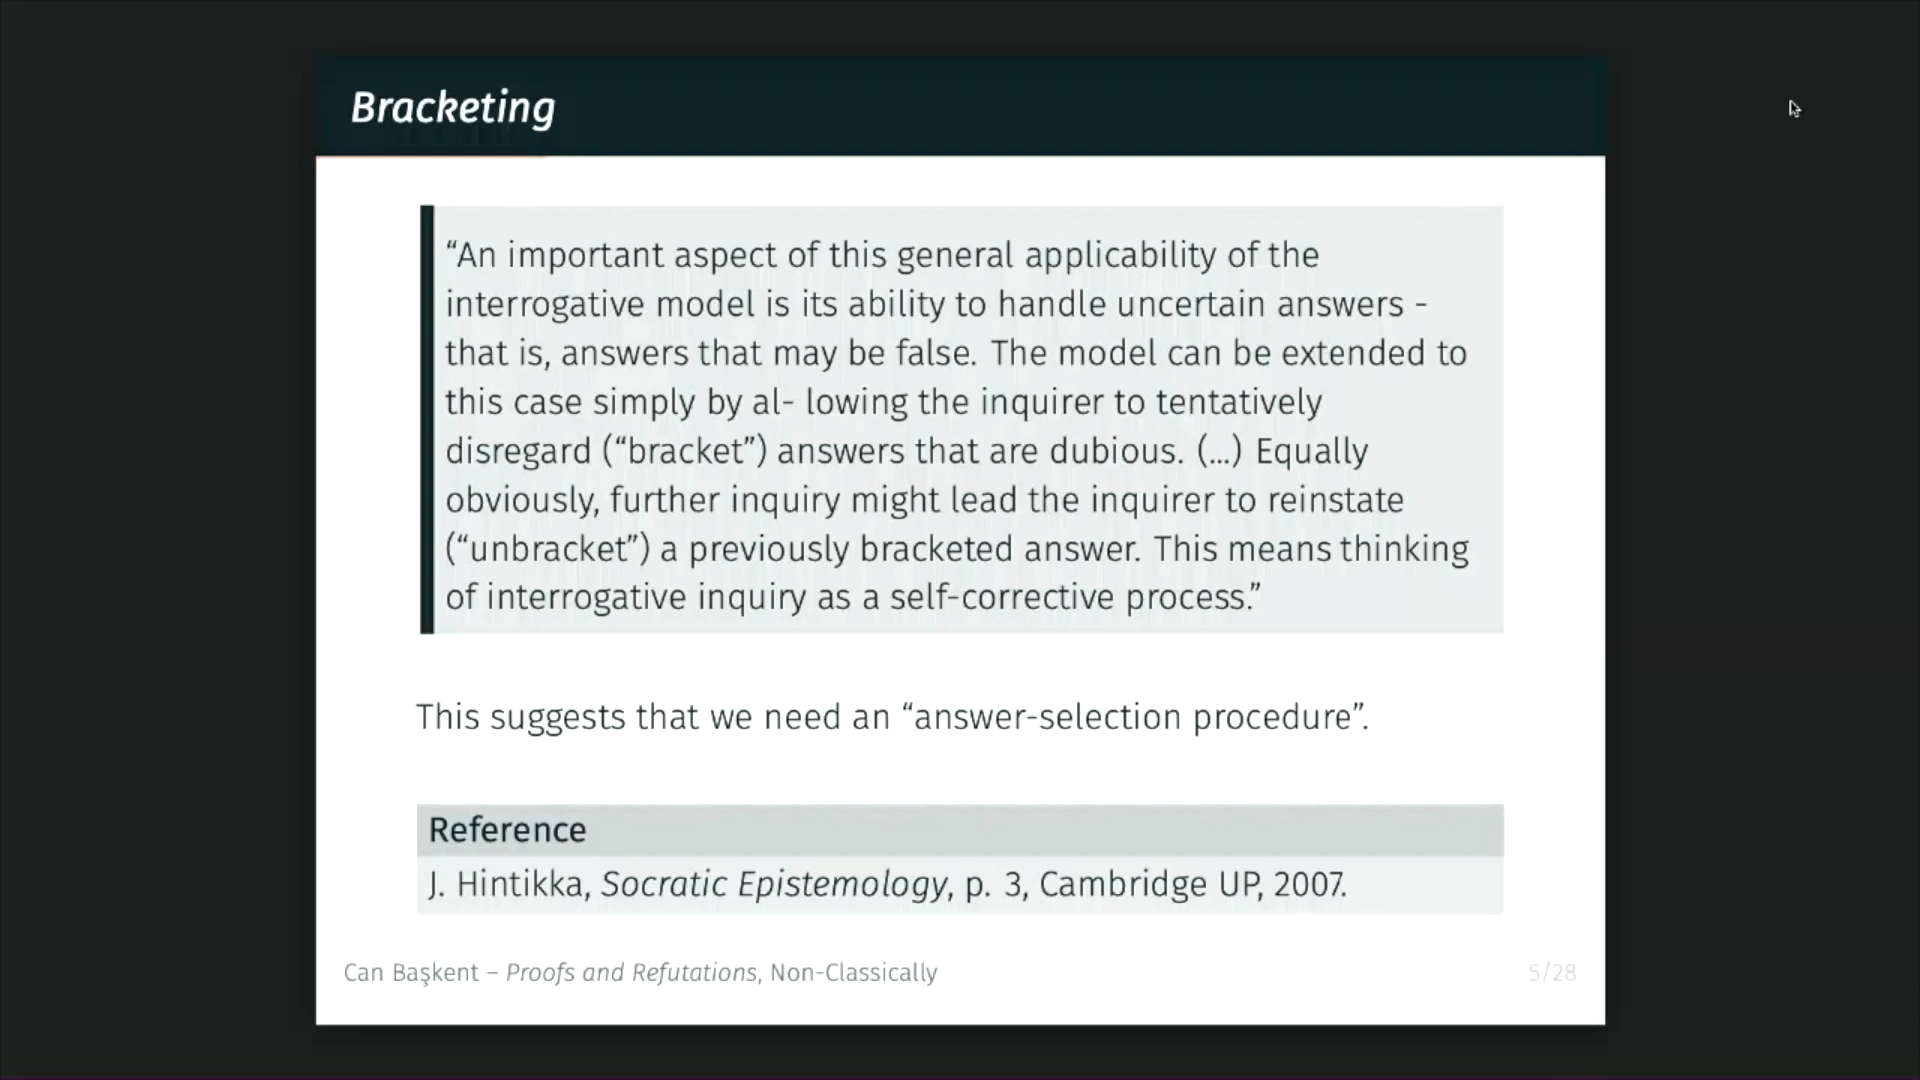 Bracketing
“An important aspect of this general applicability of the
interrogative model is its ability to handle uncertain answers -
that is, answers that may be false. The model can be extended to
this case simply by al- lowing the inquirer to tentatively
disregard (“bracket”) answers that are dubious. (...) Equally
obviously, further inquiry might lead the inquirer to reinstate
(“unbracket”) a previously bracketed answer. This means thinking
of interrogative inquiry as a self-corrective process.”
This suggests that we need an “answer-selection procedure”.
Reference
J. Hintikka, Socratic Epistemology, p. 3, Cambridge UP, 2007.
Can Başkent – Proofs and Refutations, Non-Classically
5/28